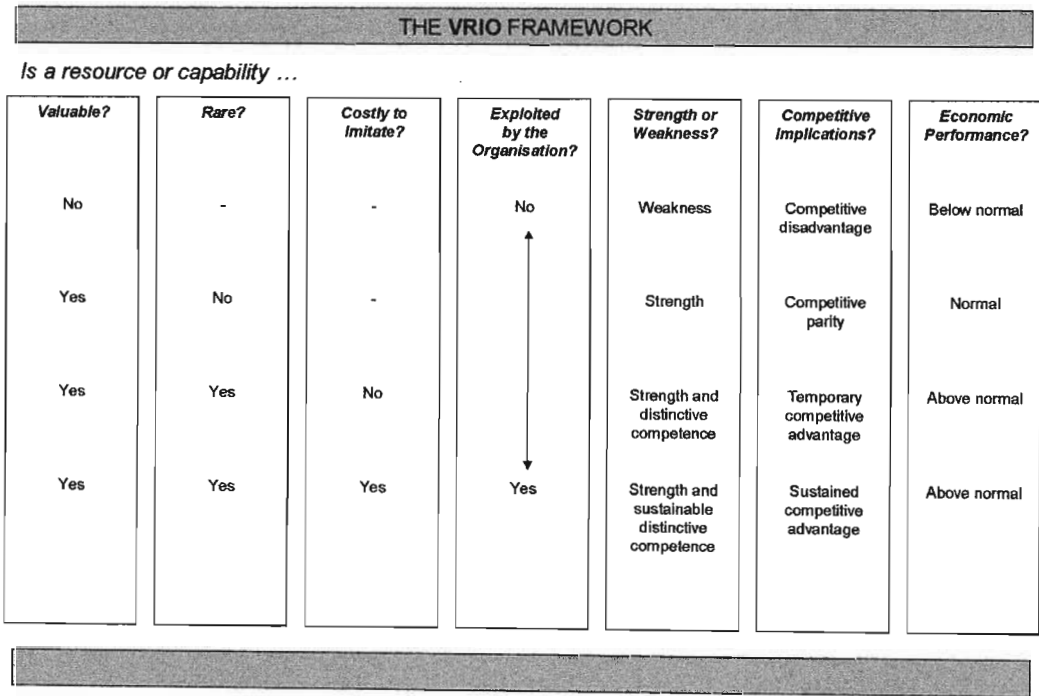 THE VRIO FRAMEWORK
Is a resource or capability ...
Valuable?
Rare?
Costly to
Imitate?
Exploited
by the
Organisation?
Strength or
Weakness?
Competitive
Implications?
Economic
Performance?
No
-
-
No
Weakness
Competitive
disadvantage
Below normal
Yes
No
-
Strength
Competitive
parity
Normal
Yes
Yes
No
Strength and
distinctive
competence
Temporary
competitive
advantage
Above normal
Yes
Yes
Yes
Yes
Strength and
sustainable
distinctive
competence
Sustained
competitive
advantage
Above normal